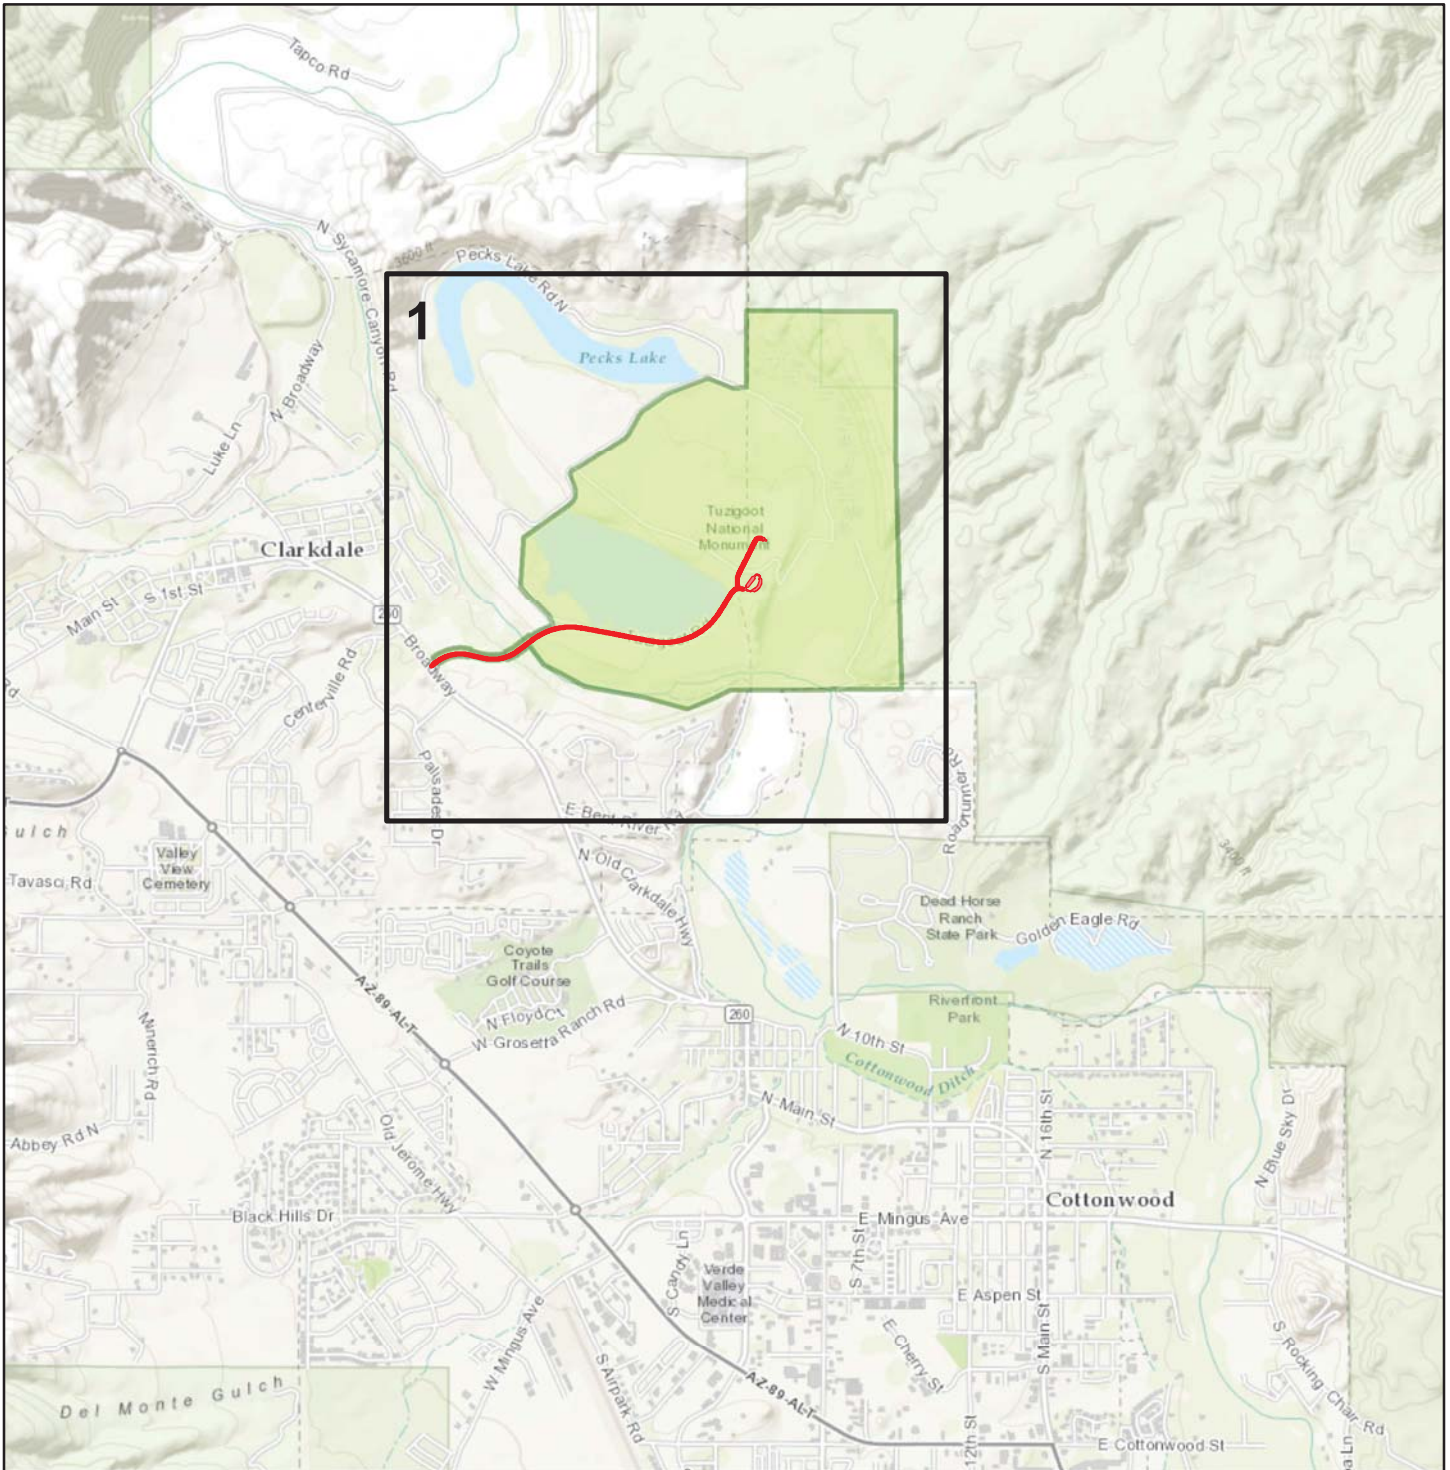 Tapco Rd
N Sycamore Canyon Rd
3600 ft
Pecks Lake Rd N
1
Pecks Lake
N Broadway
Luke Ln
Tuzigoot
National
Monument
Clarkdale
S 1st St
Main St
260
Broadway
Centerville Rd
Palisades Dr
E Bent River Rd
Roadrunner Rd
Valley
View
Cemetery
Tavasci Rd
N Old Clarkdale Hwy
3400 ft
Dead Horse
Ranch
State Park
Golden Eagle Rd
Coyote
Trails
Golf Course
N Floyd Ct
W Grosetta Ranch Rd
AZ-89-ALT
260
Riverfront
Park
N 10th St
Cottonwood Ditch
Minerich Rd
N Main St
N 16th St
N Blue Sky Dr
Abbey Rd N
Old Jerome Hwy
Cottonwood
Black Hills Dr
E Mingus Ave
S Candy Ln
S 7th St
Verde
Valley
Medical
Center
E Aspen St
S Main St
E Cherry St
W Mingus Ave
S Airpark Rd
S Rocking Chair Rd
Del Monte Gulch
AZ-89-ALT
12th St
E Cottonwood St